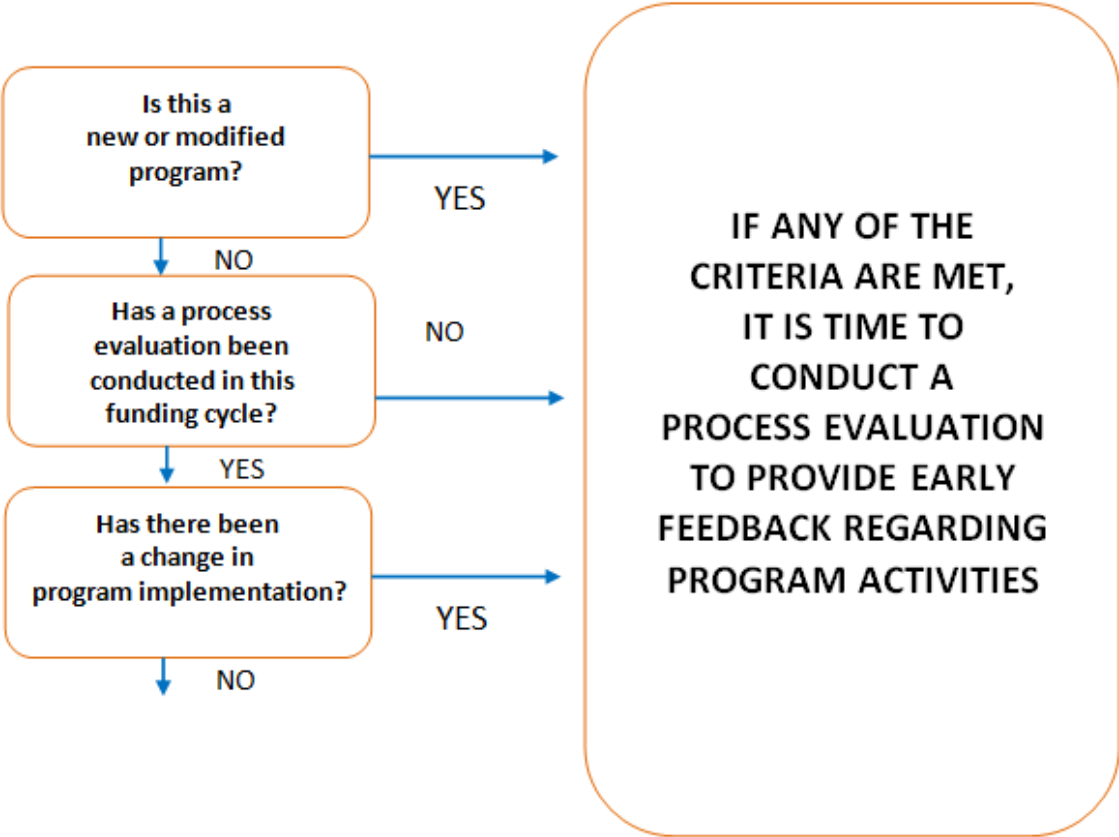 Is this a
new or modified
program?
YES
NO
Has a process
evaluation been
conducted in this
funding cycle?
NO
YES
Has there been
a change in
program implementation?
YES
NO
IF ANY OF THE
CRITERIA ARE MET,
IT IS TIME TO
CONDUCT A
PROCESS EVALUATION
TO PROVIDE EARLY
FEEDBACK REGARDING
PROGRAM ACTIVITIES